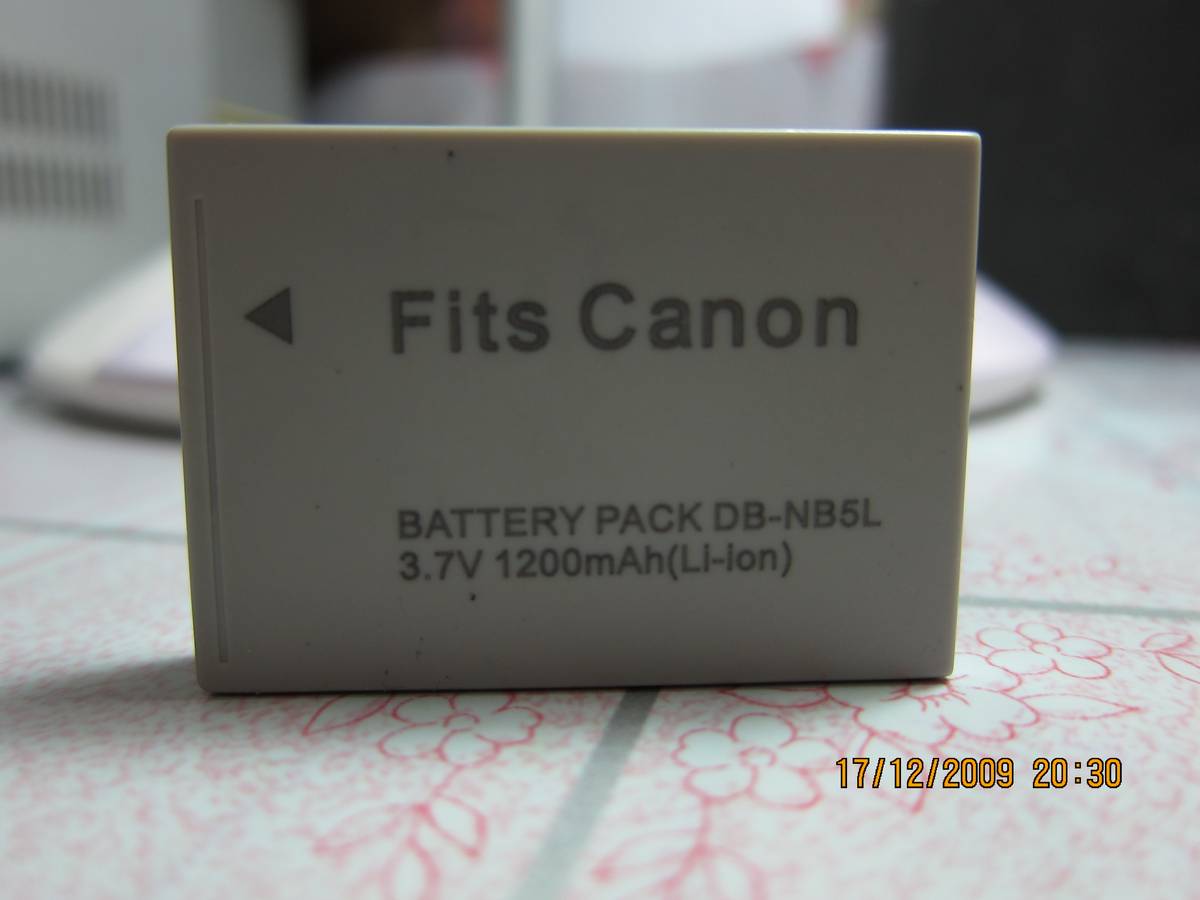 Fits Canon
BATTERY PACK DB-NB5L
3.7V 1200mAh(Li-ion)
17/12/2009 20:30